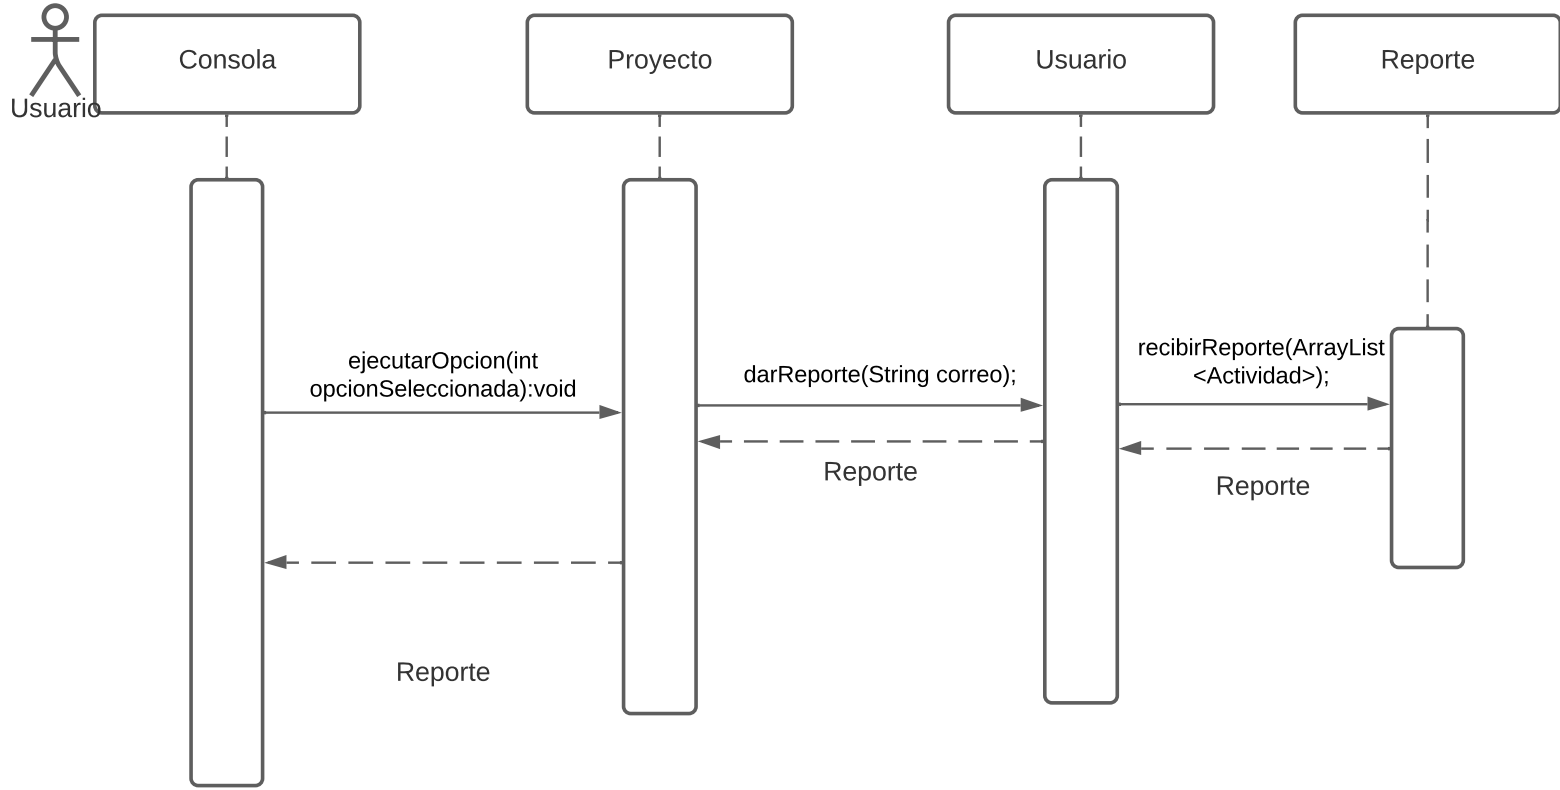 Usuario
Consola
Proyecto
Usuario
Reporte
ejecutarOpcion(int
opcionSeleccionada):void
darReporte(String correo);
recibirReporte(ArrayList
<Actividad>);
Reporte
Reporte
Reporte